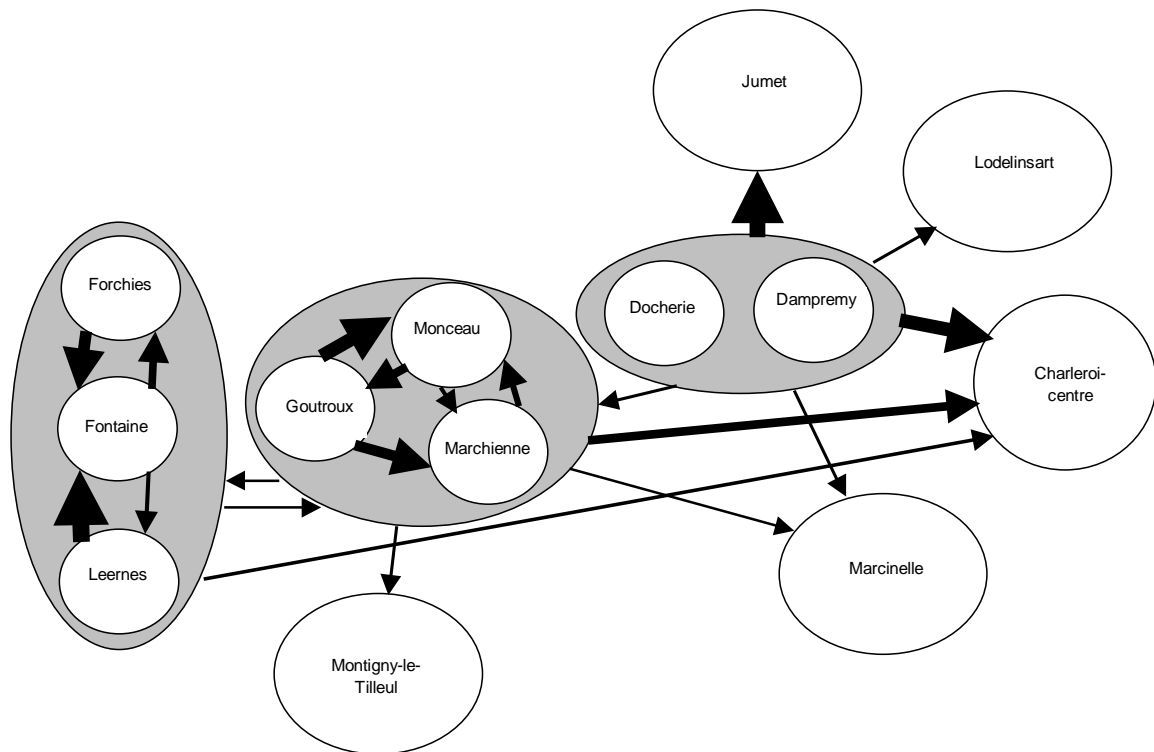 Jumet
Lodelinsart
Forchies
Docherie
Dampremy
Monceau
Charleroi-
centre
Goutroux
Fontaine
Marchienne
Leernes
Marcinelle
Montigny-le-
Tilleul